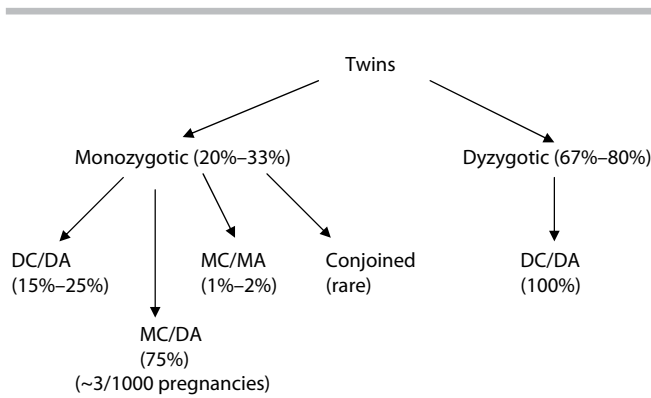 Twins
Monozygotic (20%–33%)
Dyzygotic (67%–80%)
DC/DA
(15%–25%)
MC/MA
(1%–2%)
Conjoined
(rare)
DC/DA
(100%)
MC/DA
(75%)
(~3/1000 pregnancies)